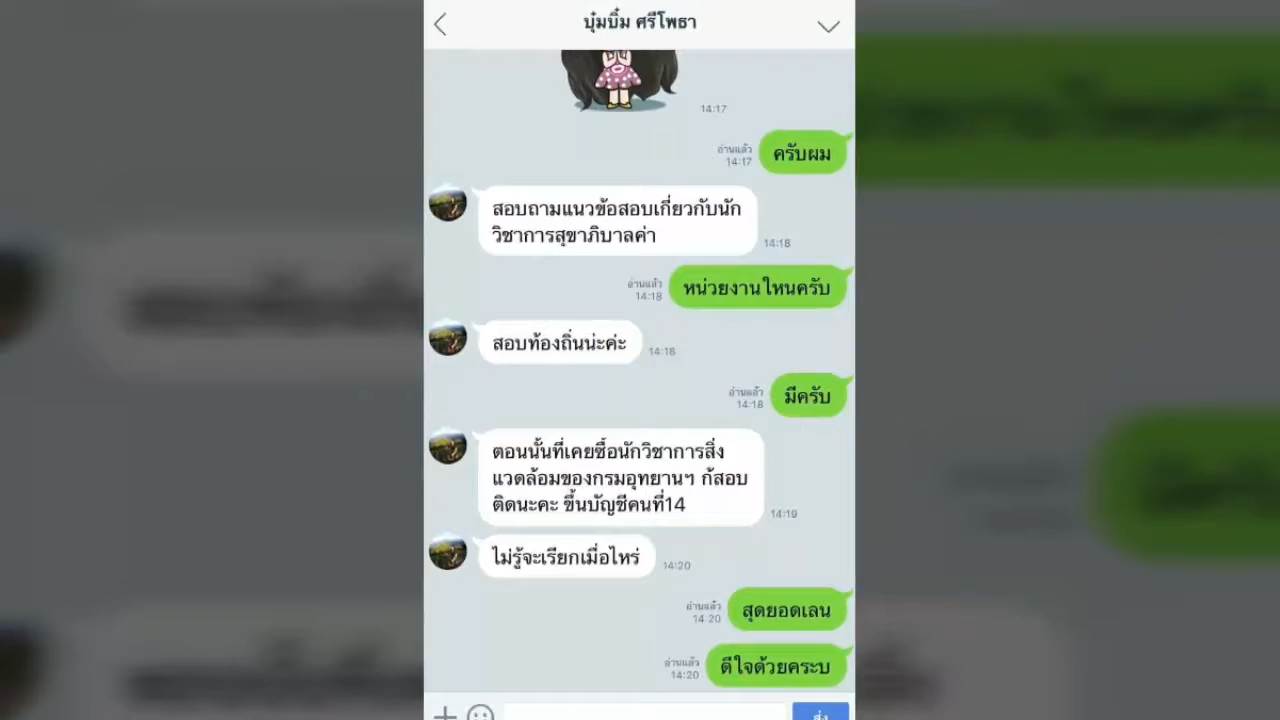 บุ๋มบิ๋ม ศรีโพธา
14:17
ครับผม
อ่านแล้ว
14:17
สอบถามแนวข้อสอบเกี่ยวกับนัก
วิชาการสุขาภิบาลค่า
14:18
หน่วยงานใหนครับ
อ่านแล้ว
14:18
สอบท้องถิ่นน่ะค่ะ
14:18
มีครับ
อ่านแล้ว
14:18
ตอนนั้นที่เคยซื้อนักวิชาการสิ่ง
แวดล้อมของกรมอุทยานฯ ก้สอบ
ติดนะคะ ขึ้นบัญชีคนที่14
14:19
ไม่รู้จะเรียกเมื่อไหร่
14:20
สุดยอดเลน
อ่านแล้ว
14:20
ดีใจด้วยคระบ
อ่านแล้ว
14:20
ส่ง